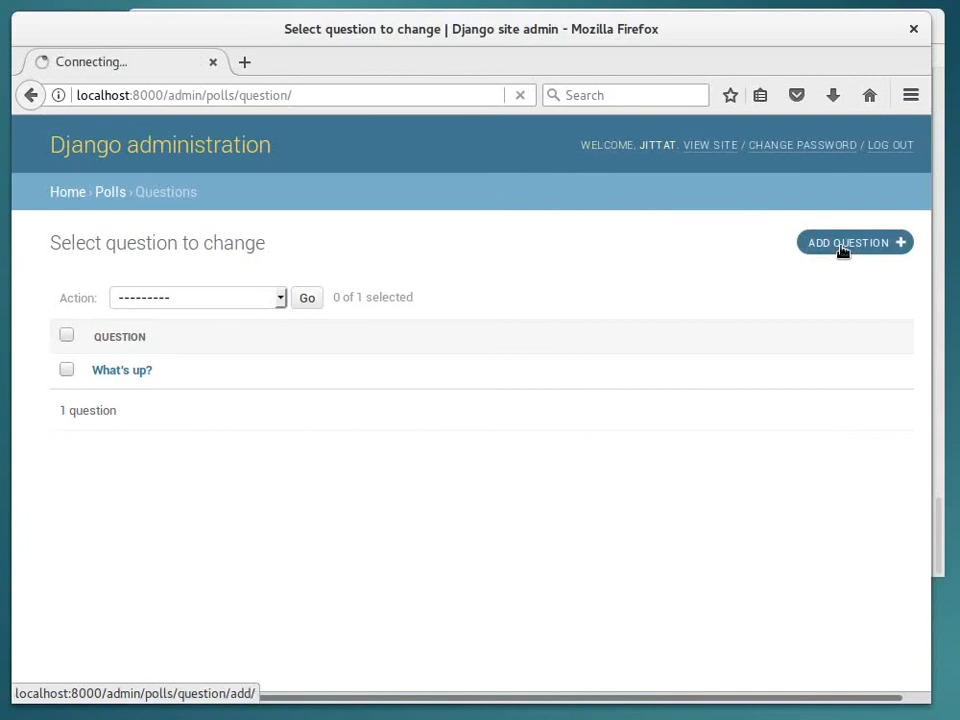 Select question to change | Django site admin - Mozilla Firefox
Connecting...
localhost:8000/admin/polls/question/
Search
Django administration
WELCOME, JITTAT. VIEW SITE / CHANGE PASSWORD / LOG OUT
Home › Polls › Questions
Select question to change
ADD QUESTION +
Action: --------- Go 0 of 1 selected
QUESTION
What's up?
1 question
localhost:8000/admin/polls/question/add/